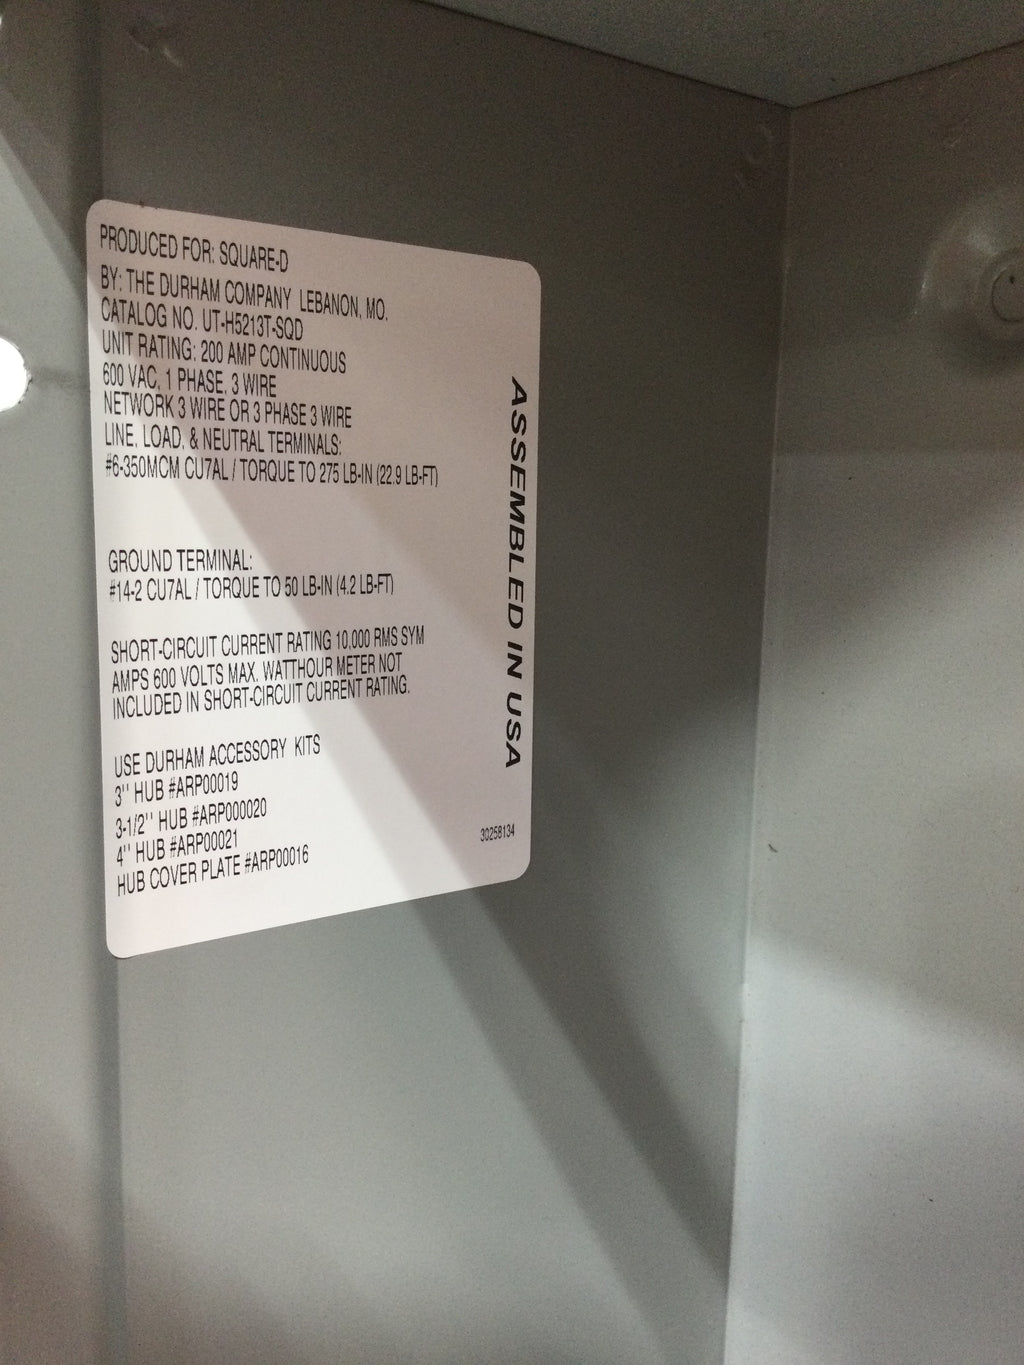 PRODUCED FOR: SQUARE-D
BY: THE DURHAM COMPANY LEBANON, MO.
CATALOG NO. UT-H5213T-SQD
UNIT RATING: 200 AMP CONTINUOUS
600 VAC, 1 PHASE, 3 WIRE
NETWORK 3 WIRE OR 3 PHASE 3 WIRE
LINE, LOAD, & NEUTRAL TERMINALS:
#6-350MCM CU7AL / TORQUE TO 275 LB-IN (22.9 LB-FT)
GROUND TERMINAL:
#14-2 CU7AL / TORQUE TO 50 LB-IN (4.2 LB-FT)
SHORT-CIRCUIT CURRENT RATING 10,000 RMS SYM
AMPS 600 VOLTS MAX. WATTHOUR METER NOT
INCLUDED IN SHORT-CIRCUIT CURRENT RATING.
USE DURHAM ACCESSORY KITS
3'' HUB #ARP00019
3-1/2'' HUB #ARP000020
4'' HUB #ARP00021
HUB COVER PLATE #ARP00016
ASSEMBLED IN USA
30258134